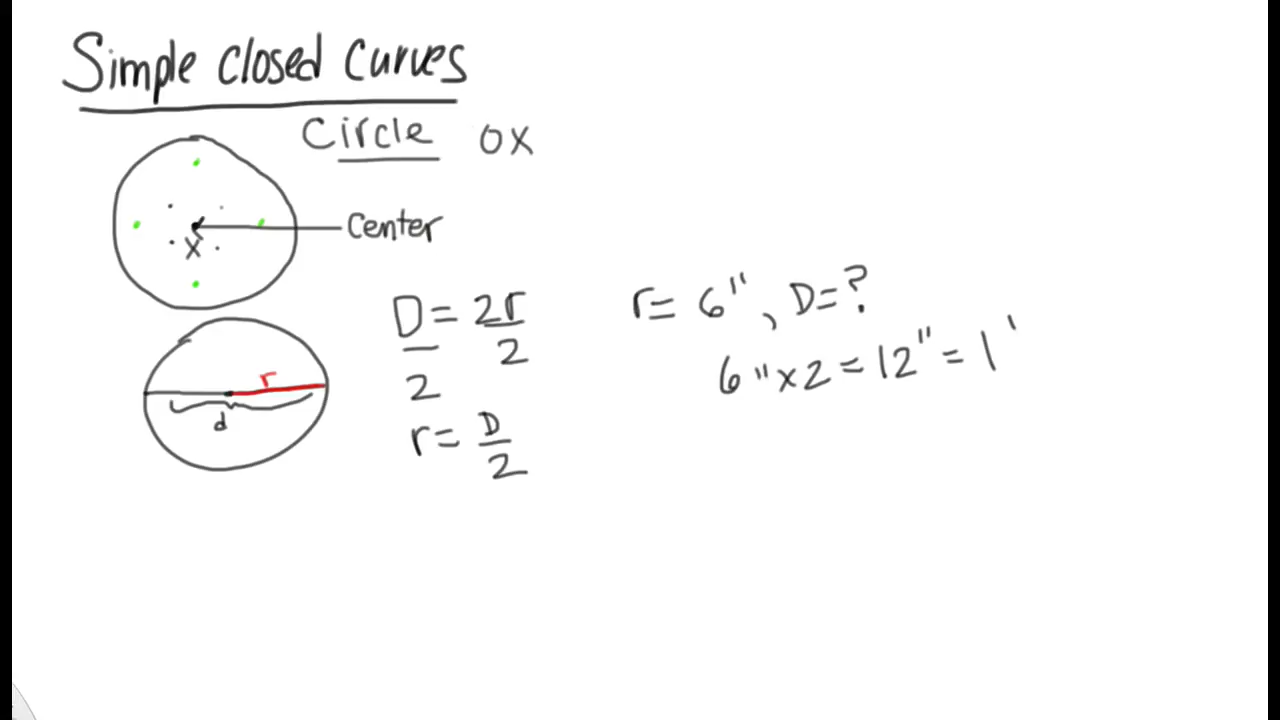 Simple Closed Curves
Circle OX
Center
X
D = 2r
2 2
r = D/2
r
d
r = 6", D = ?
6" x 2 = 12" = 1'